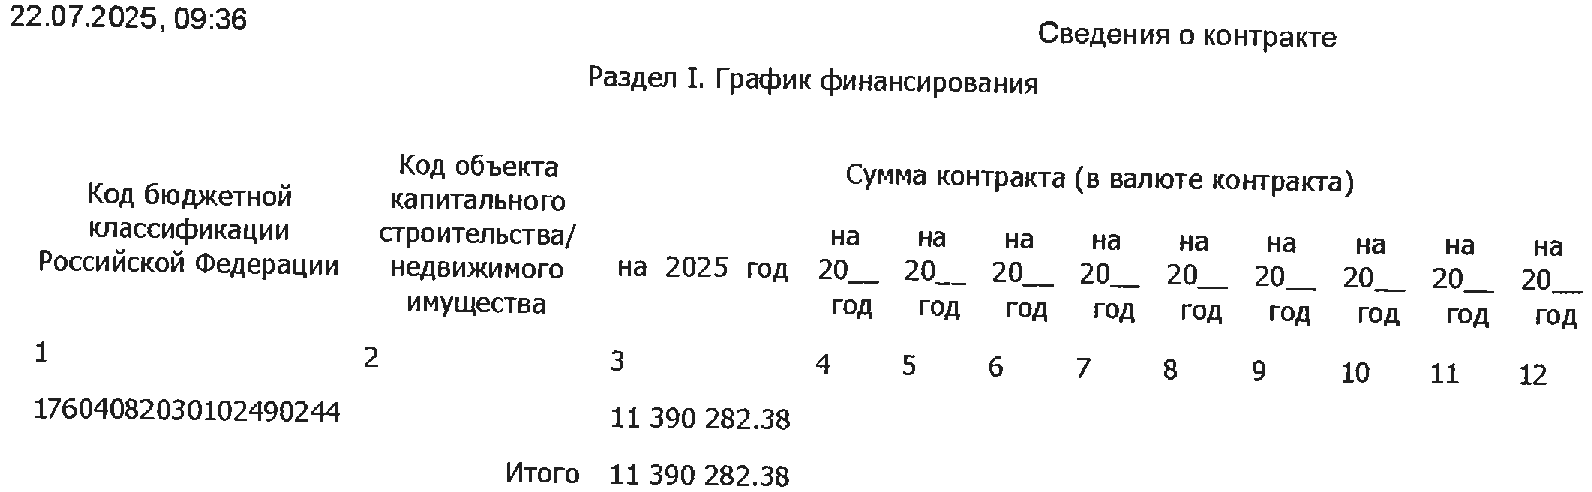 22.07.2025, 09:36
Сведения о контракте
Раздел I. График финансирования
Код бюджетной
классификации
Российской Федерации
Код объекта
капитального
строительства/
недвижимого
имущества
Сумма контракта (в валюте контракта)
на 2025 год
на
20__
год
на
20__
год
на
20__
год
на
20__
год
на
20__
год
на
20__
год
на
20__
год
на
20__
год
на
20__
год
1 2 3 4 5 6 7 8 9 10 11 12
17604082030102490244 11 390 282.38
Итого 11 390 282.38